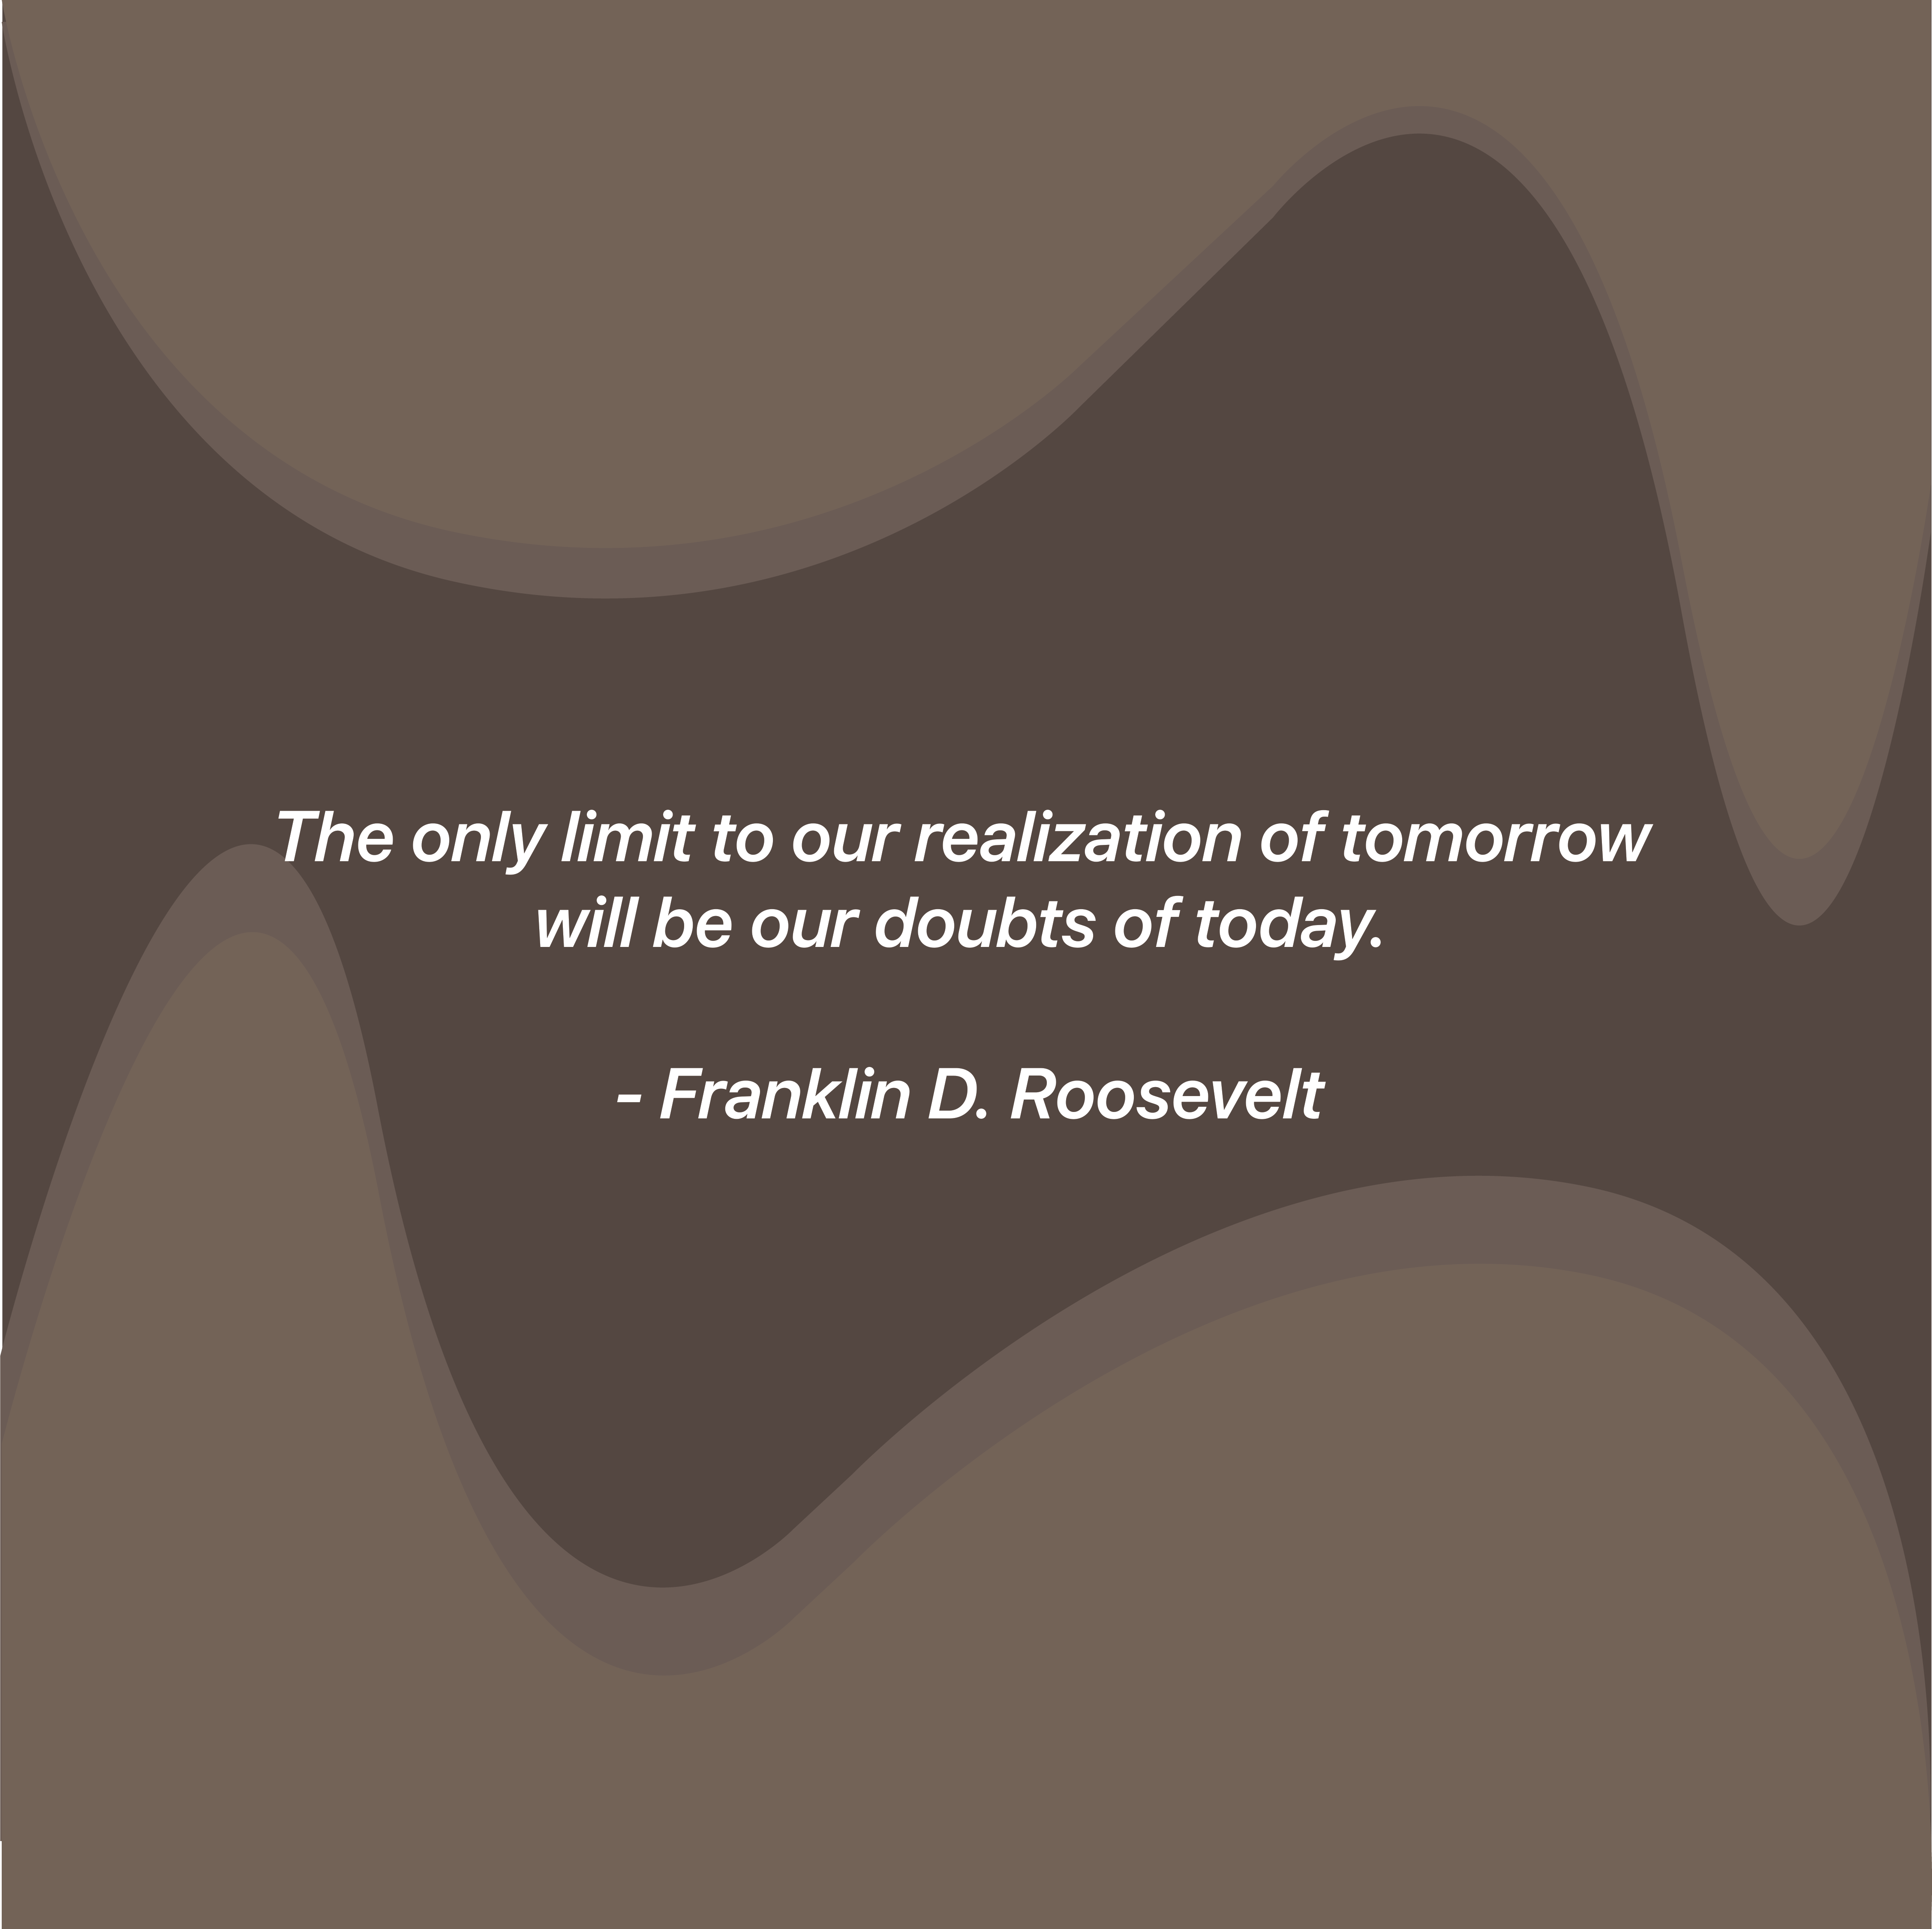 The only limit to our realization of tomorrow
will be our doubts of today.
- Franklin D. Roosevelt